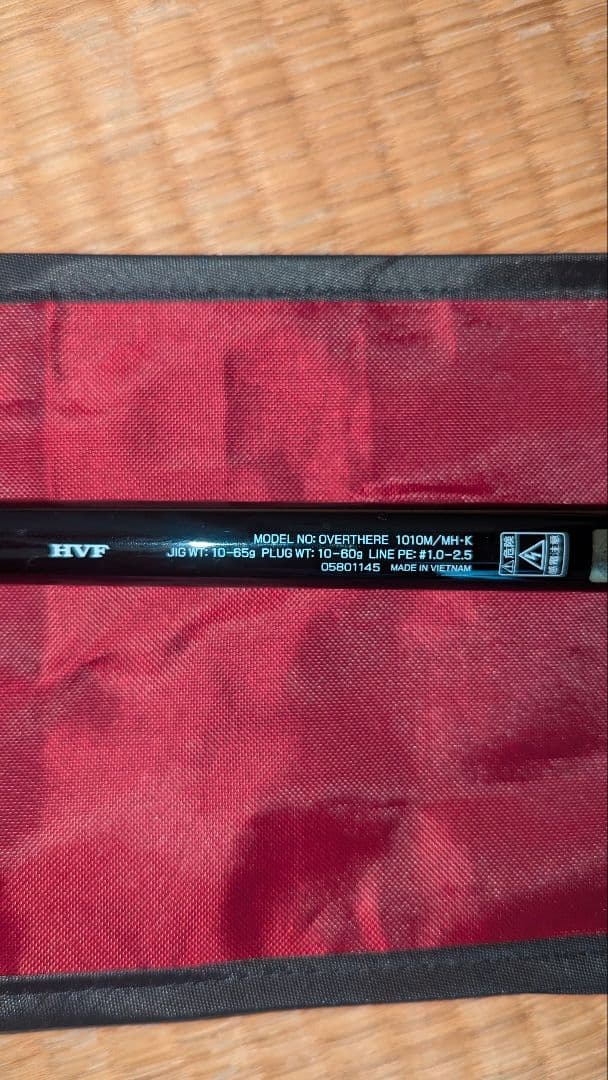 HVF
MODEL NO: OVERTHERE 1010M/MH・K
JIG WT: 10-65g PLUG WT: 10-60g LINE PE: #1.0-2.5
05801145 MADE IN VIETNAM
危険
感電注意